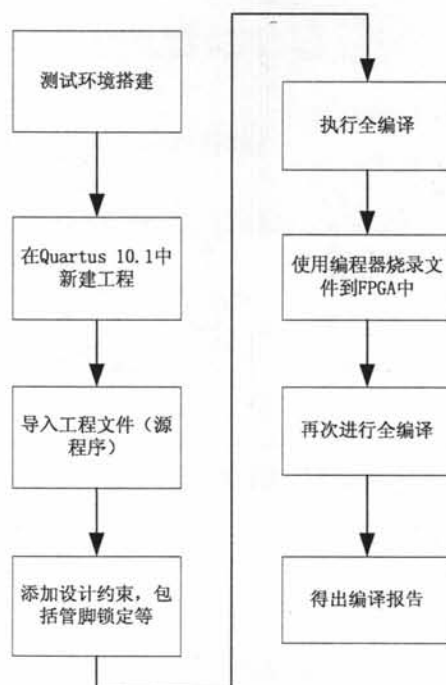 测试环境搭建
在Quartus 10.1中
新建工程
导入工程文件（源
程序）
添加设计约束，包
括管脚锁定等
执行全编译
使用编程器烧录文
件到FPGA中
再次进行全编译
得出编译报告